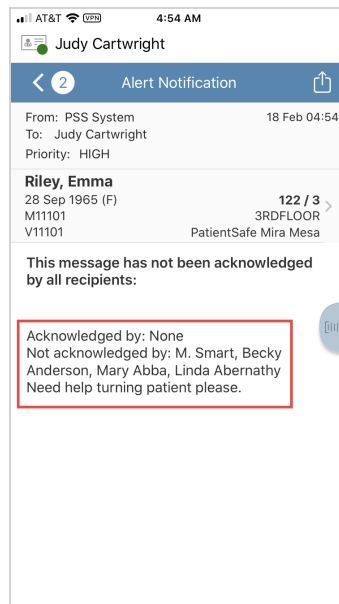 AT&T VPN 4:54 AM
Judy Cartwright
2 Alert Notification
From: PSS System 18 Feb 04:54
To: Judy Cartwright
Priority: HIGH
Riley, Emma
28 Sep 1965 (F) 122 / 3
M11101 3RDFLOOR
V11101 PatientSafe Mira Mesa
This message has not been acknowledged
by all recipients:
Acknowledged by: None
Not acknowledged by: M. Smart, Becky
Anderson, Mary Abba, Linda Abernathy
Need help turning patient please.